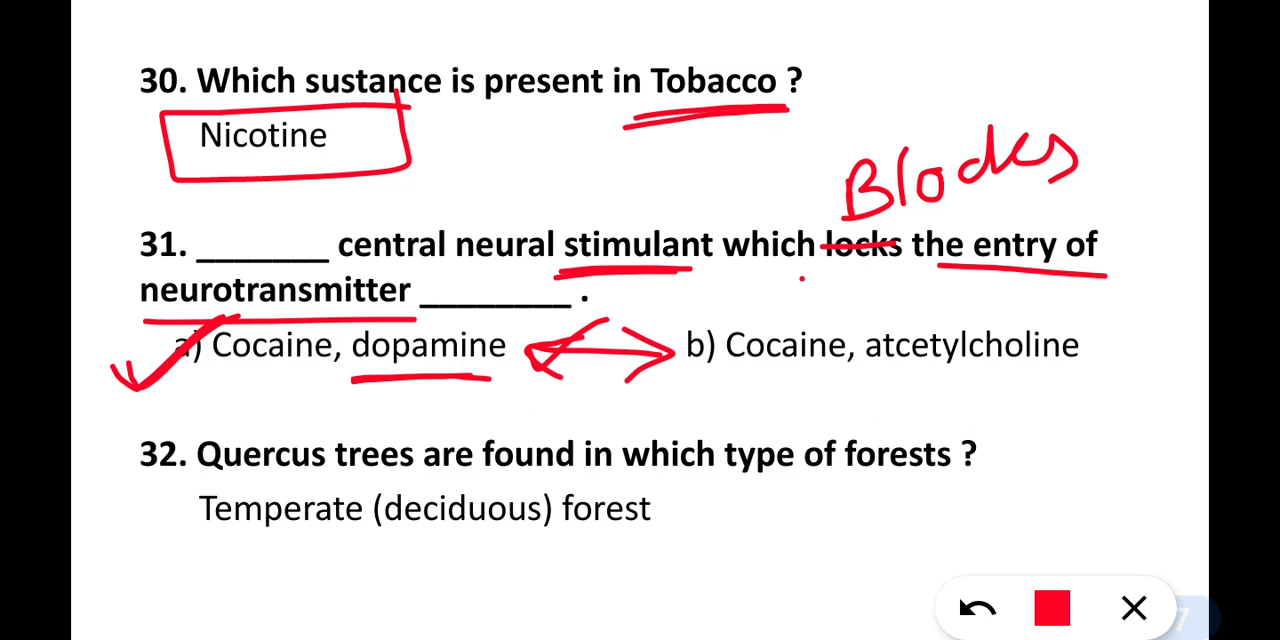 30. Which sustance is present in Tobacco ?
Nicotine
Blocks
31. _______ central neural stimulant which locks the entry of
neurotransmitter ________ .
a) Cocaine, dopamine b) Cocaine, atcetylcholine
32. Quercus trees are found in which type of forests ?
Temperate (deciduous) forest
7